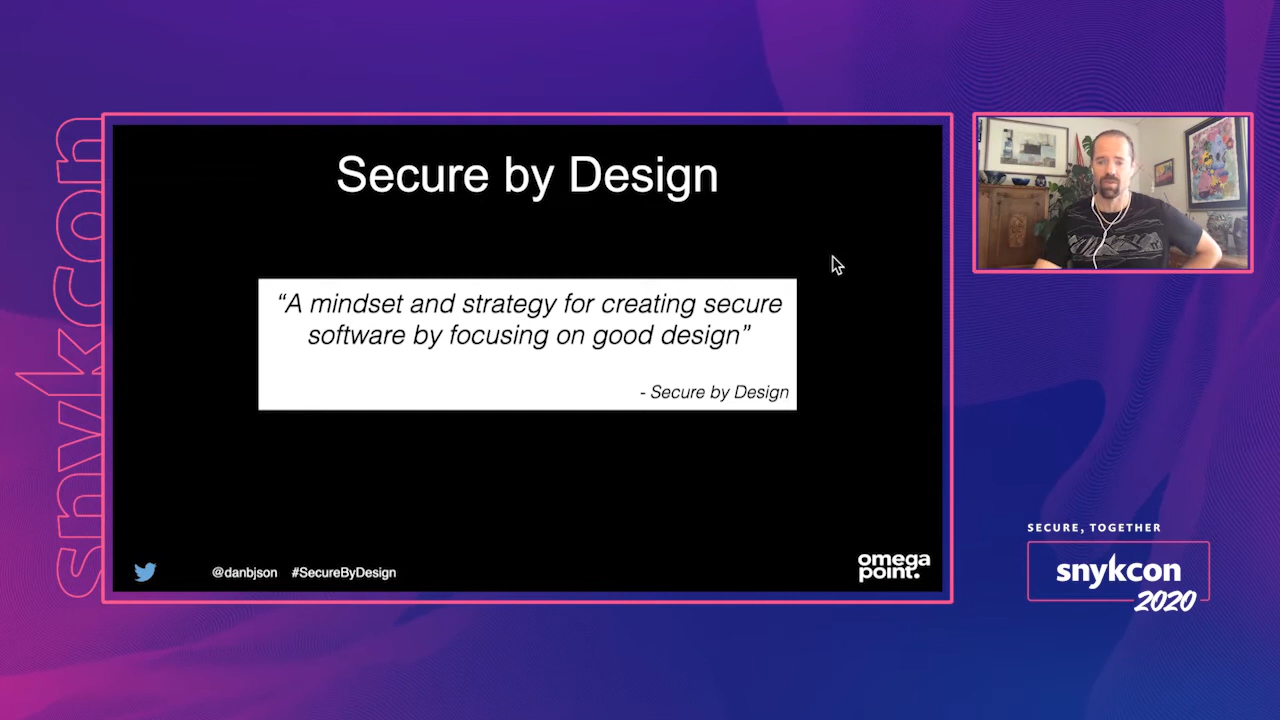 snykcon
Secure by Design
“A mindset and strategy for creating secure
software by focusing on good design”
- Secure by Design
@danbjson #SecureByDesign
omega
point.
SECURE, TOGETHER
snykcon
2020